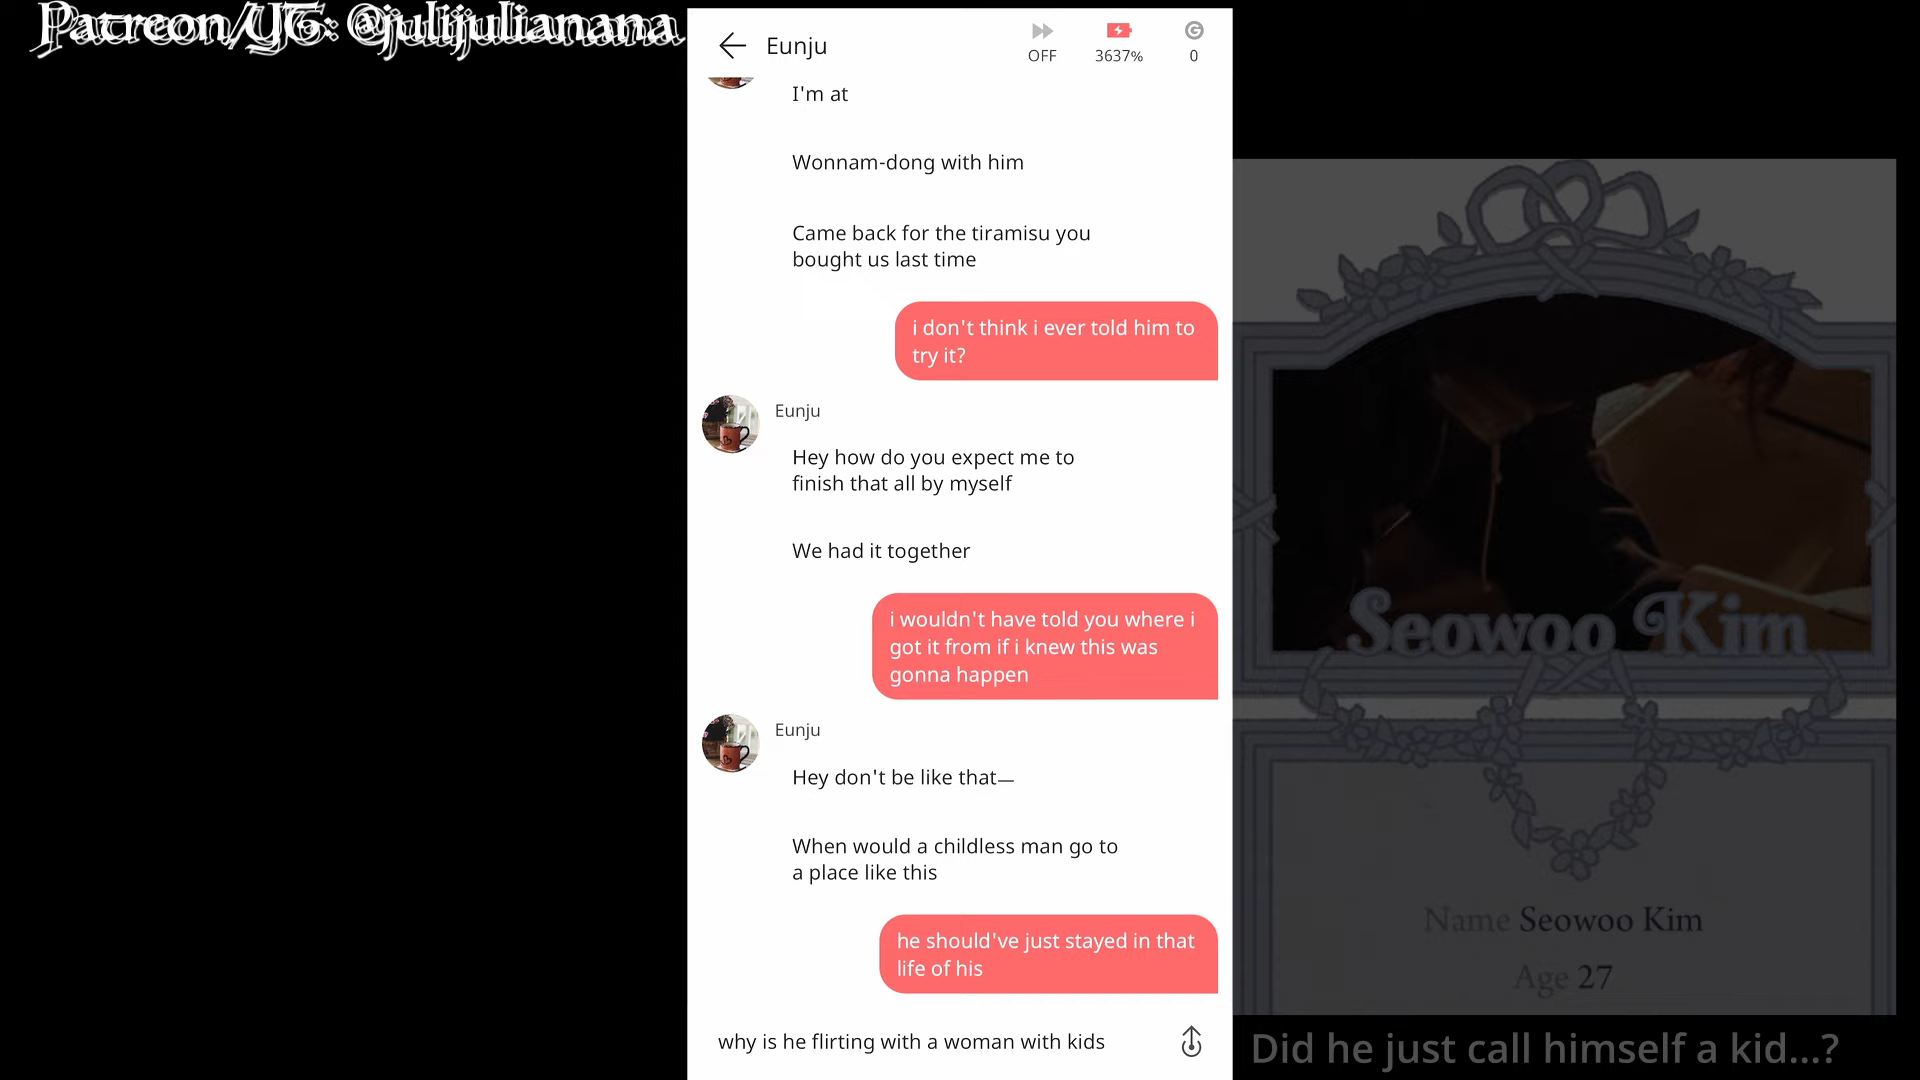 Patreon/YT: @julijulianana
Eunju
OFF
3637%
0
I'm at
Wonnam-dong with him
Came back for the tiramisu you
bought us last time
i don't think i ever told him to
try it?
Eunju
Hey how do you expect me to
finish that all by myself
We had it together
i wouldn't have told you where i
got it from if i knew this was
gonna happen
Eunju
Hey don't be like that—
When would a childless man go to
a place like this
he should've just stayed in that
life of his
why is he flirting with a woman with kids
Seowoo Kim
Name Seowoo Kim
Age 27
Did he just call himself a kid...?